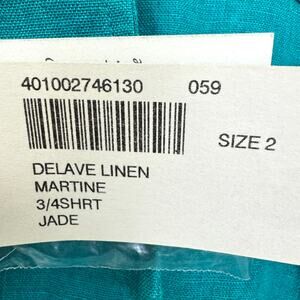 401002746130 059
SIZE 2
DELAVE LINEN
MARTINE
3/4SHRT
JADE